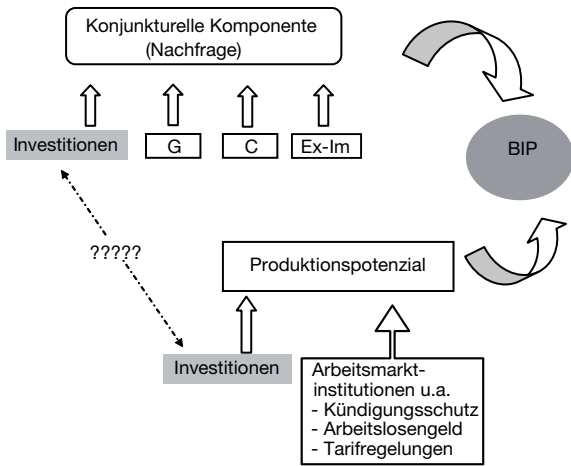 Konjunkturelle Komponente
(Nachfrage)
Investitionen
G
C
Ex-Im
BIP
?????
Produktionspotenzial
Investitionen
Arbeitsmarkt-
institutionen u.a.
- Kündigungsschutz
- Arbeitslosengeld
- Tarifregelungen